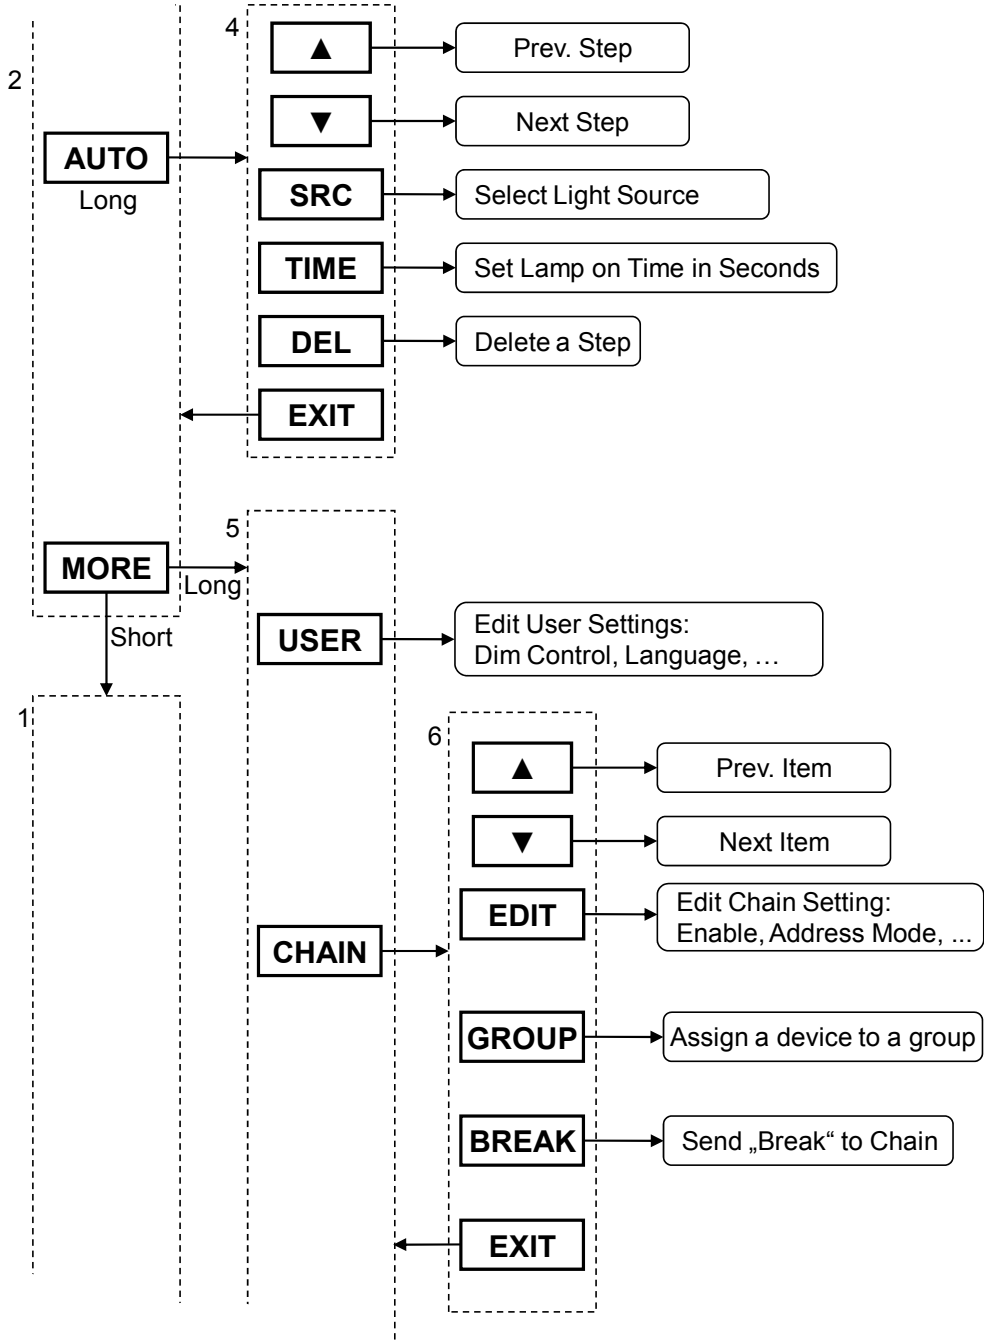 2
4
▲
Prev. Step
▼
Next Step
AUTO
Long
SRC
Select Light Source
TIME
Set Lamp on Time in Seconds
DEL
Delete a Step
EXIT
5
MORE
Long
Short
USER
Edit User Settings:
Dim Control, Language, …
1
6
▲
Prev. Item
▼
Next Item
CHAIN
EDIT
Edit Chain Setting:
Enable, Address Mode, ...
GROUP
Assign a device to a group
BREAK
Send „Break“ to Chain
EXIT